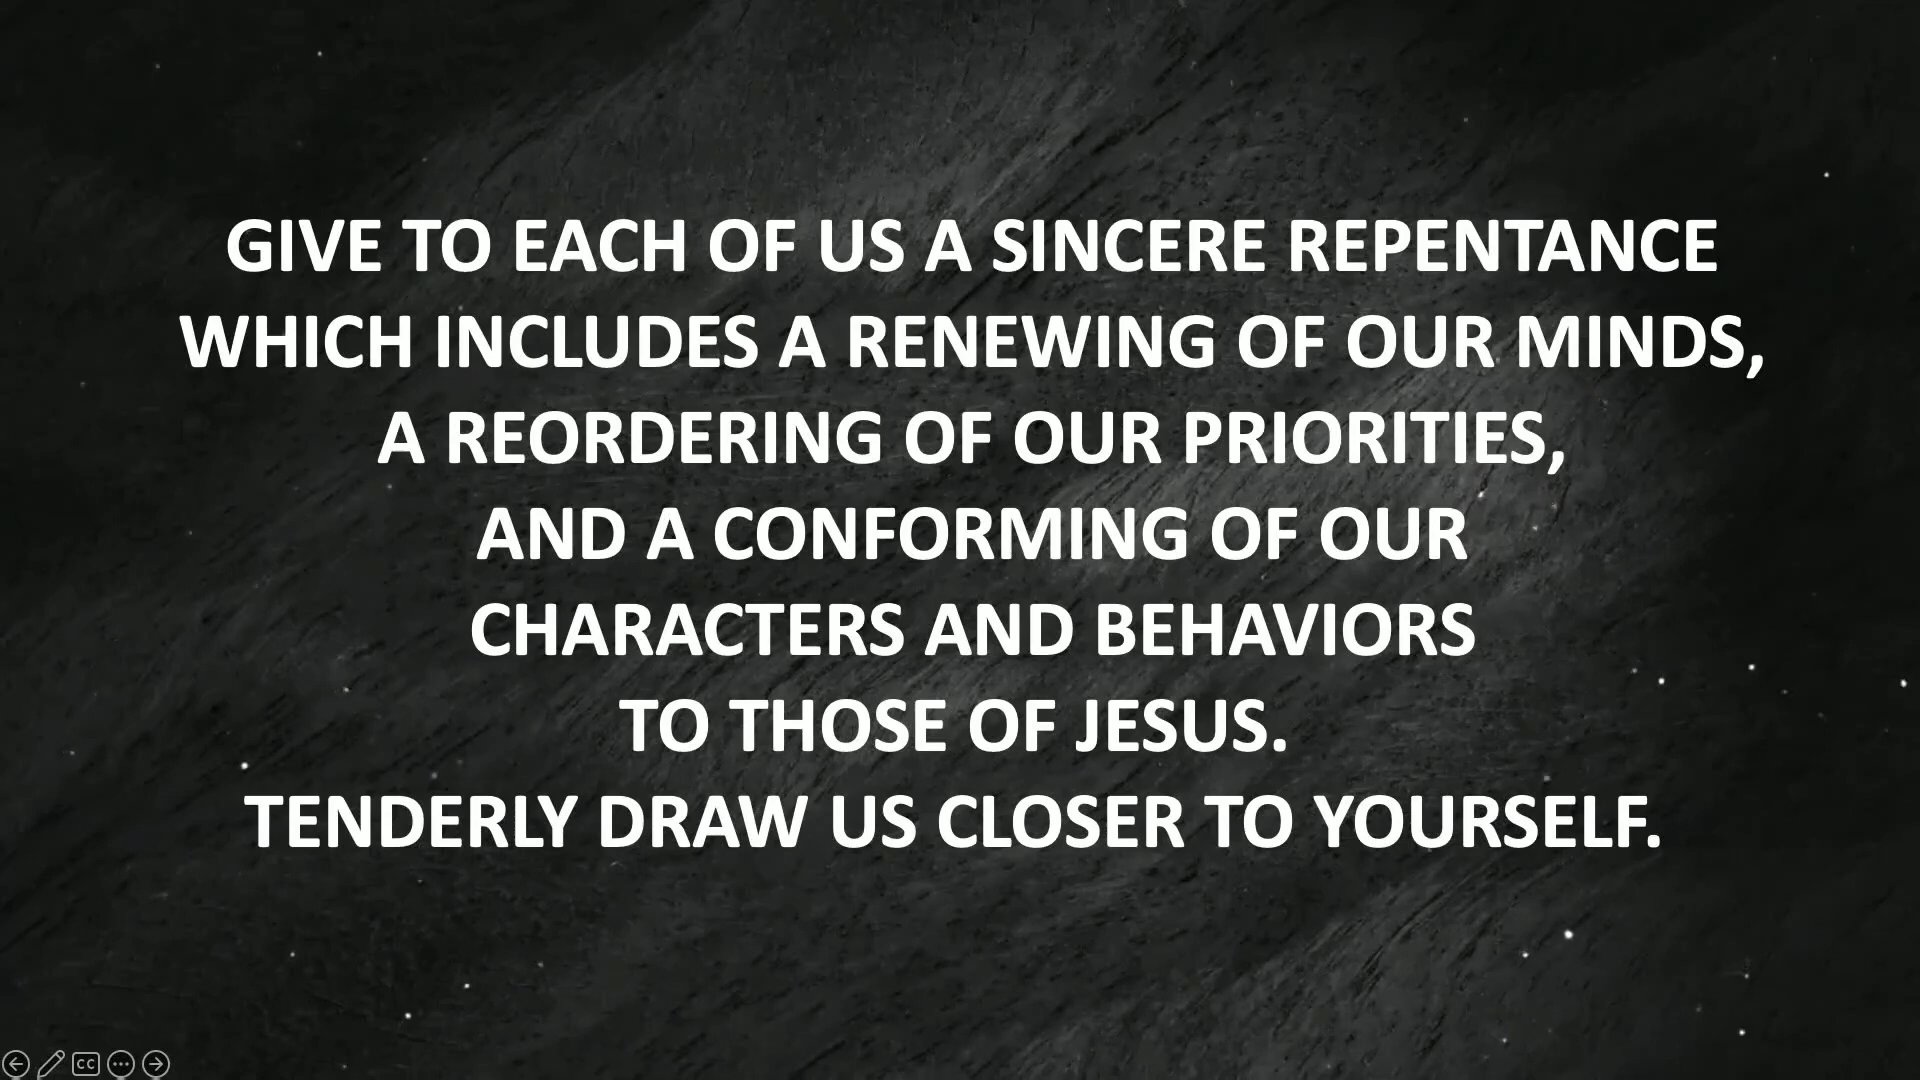 GIVE TO EACH OF US A SINCERE REPENTANCE
WHICH INCLUDES A RENEWING OF OUR MINDS,
A REORDERING OF OUR PRIORITIES,
AND A CONFORMING OF OUR
CHARACTERS AND BEHAVIORS
TO THOSE OF JESUS.
TENDERLY DRAW US CLOSER TO YOURSELF.
CC